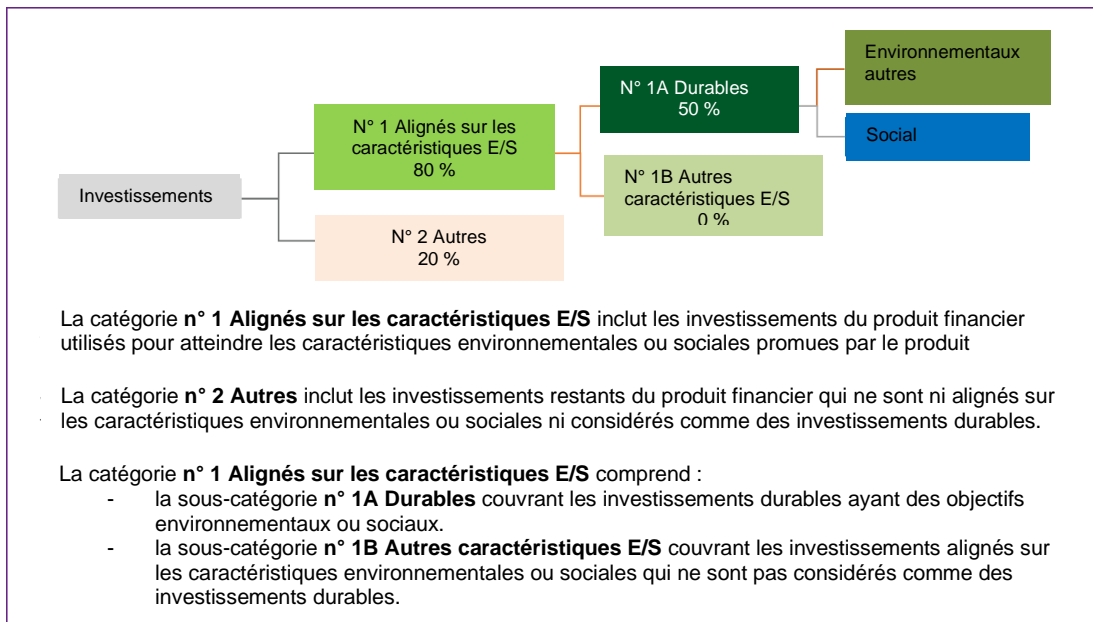 Environnementaux
autres
N° 1A Durables
50 %
N° 1 Alignés sur les
caractéristiques E/S
80 %
Social
N° 1B Autres
caractéristiques E/S
0 %
Investissements
N° 2 Autres
20 %
La catégorie n° 1 Alignés sur les caractéristiques E/S inclut les investissements du produit financier
utilisés pour atteindre les caractéristiques environnementales ou sociales promues par le produit
La catégorie n° 2 Autres inclut les investissements restants du produit financier qui ne sont ni alignés sur
les caractéristiques environnementales ou sociales ni considérés comme des investissements durables.
La catégorie n° 1 Alignés sur les caractéristiques E/S comprend :
- la sous-catégorie n° 1A Durables couvrant les investissements durables ayant des objectifs
environnementaux ou sociaux.
- la sous-catégorie n° 1B Autres caractéristiques E/S couvrant les investissements alignés sur
les caractéristiques environnementales ou sociales qui ne sont pas considérés comme des
investissements durables.